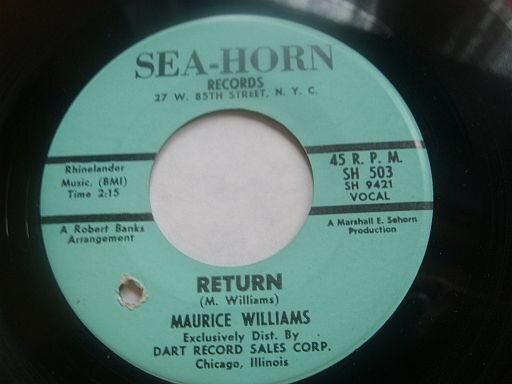 SEA-HORN
RECORDS
27 W. 85TH STREET, N. Y. C.
Rhinelander
Music. (BMI)
Time 2:15
A Robert Banks
Arrangement
45 R. P. M.
SH 503
SH 9421
VOCAL
A Marshall E. Sehorn
Production
RETURN
(M. Williams)
MAURICE WILLIAMS
Exclusively Dist. By
DART RECORD SALES CORP.
Chicago, Illinois